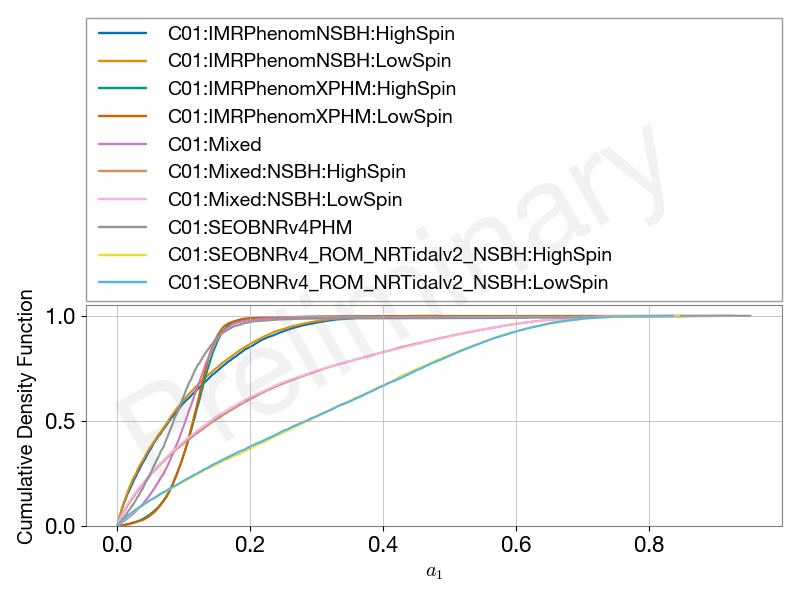 C01:IMRPhenomNSBH:HighSpin
C01:IMRPhenomNSBH:LowSpin
C01:IMRPhenomXPHM:HighSpin
C01:IMRPhenomXPHM:LowSpin
C01:Mixed
C01:Mixed:NSBH:HighSpin
C01:Mixed:NSBH:LowSpin
C01:SEOBNRv4PHM
C01:SEOBNRv4_ROM_NRTidalv2_NSBH:HighSpin
C01:SEOBNRv4_ROM_NRTidalv2_NSBH:LowSpin
Preliminary
Cumulative Density Function
1.0
0.5
0.0
0.0 0.2 0.4 0.6 0.8
a₁